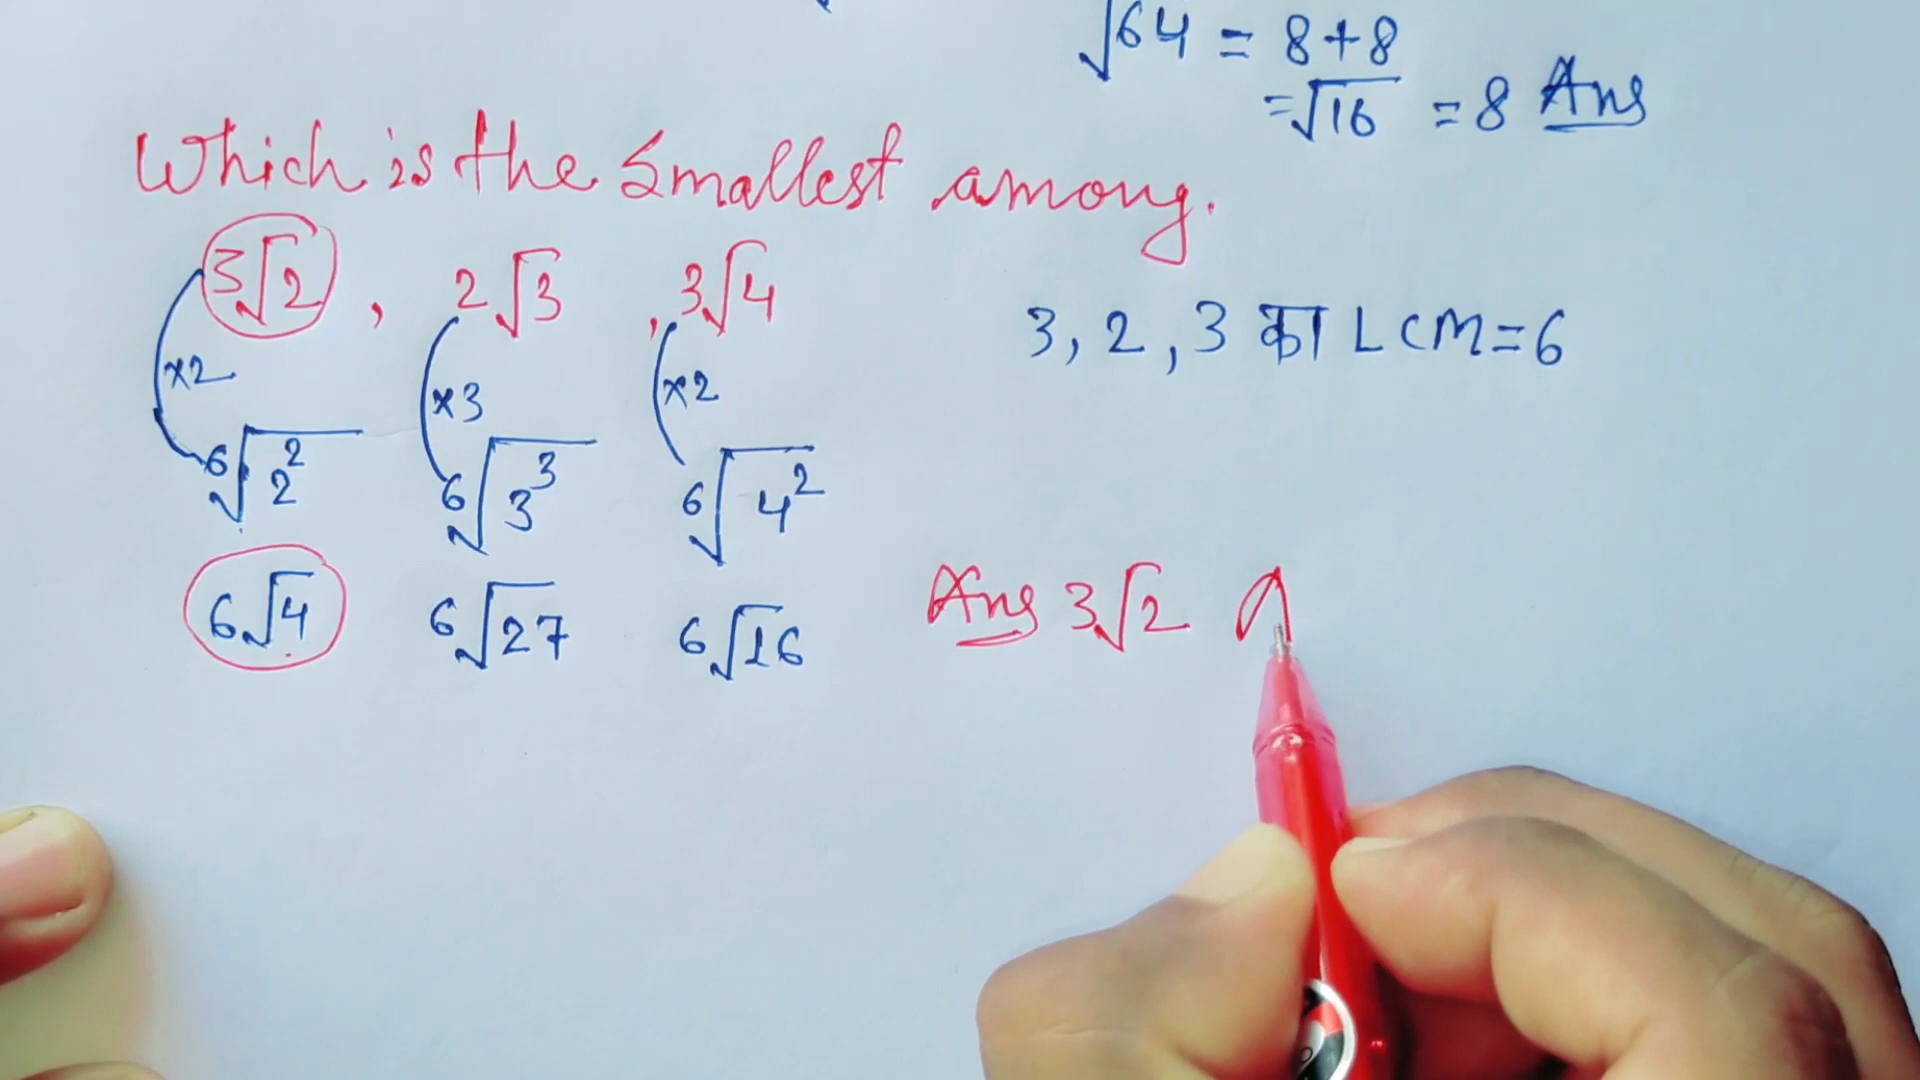 √64 = 8+8
=√16 = 8 Ans
Which is the Smallest among.
3√2 , 2√3 , 3√4
3, 2, 3 का LCM=6
×2 ×3 ×2
6√2² 6√3³ 6√4²
6√4 6√27 6√16
Ans 3√2